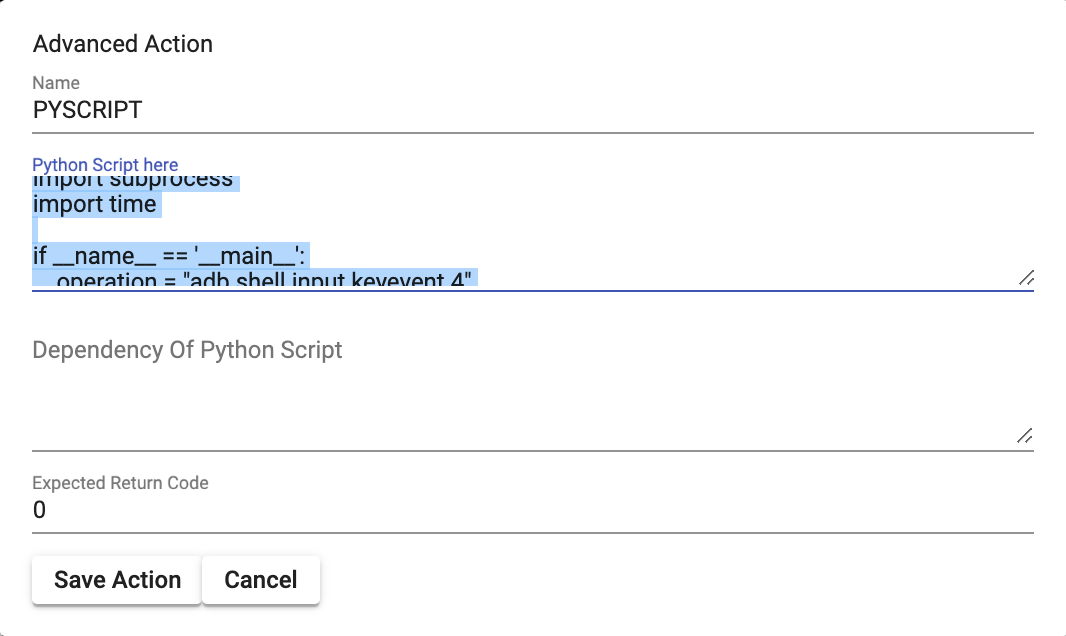 Advanced Action
Name
PYSCRIPT
Python Script here
import subprocess
import time
if __name__ == '__main__':
    operation = "adb shell input keyevent 4"
Dependency Of Python Script
Expected Return Code
0
Save Action
Cancel